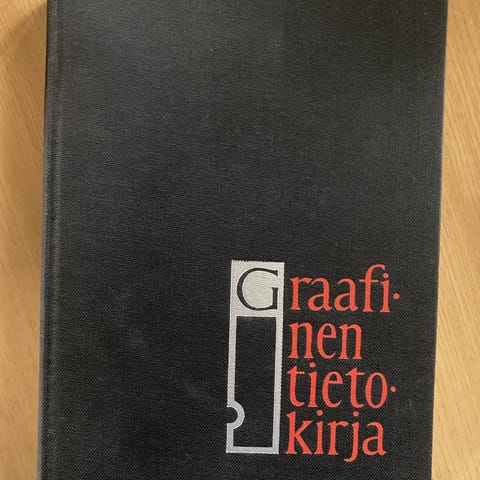 Graafi·
nen
tieto·
kirja